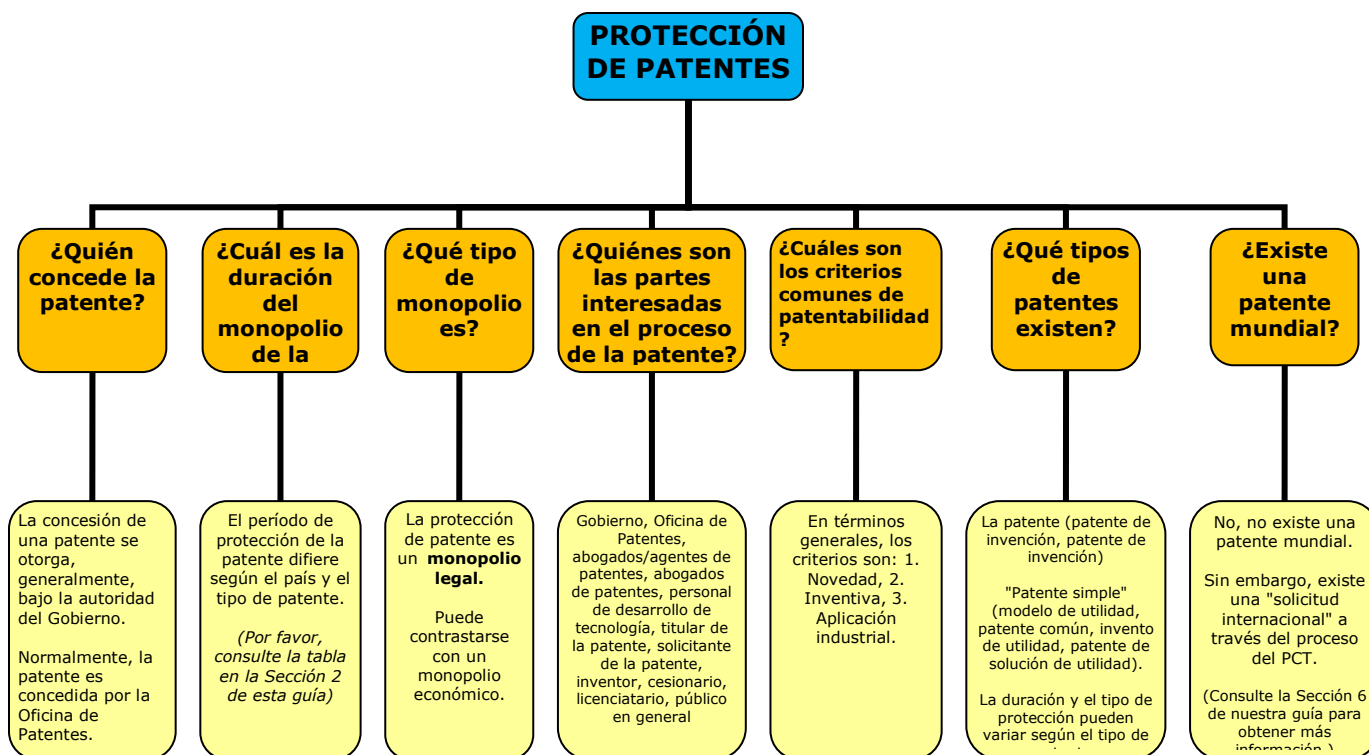 PROTECCIÓN
DE PATENTES
¿Quién
concede la
patente?
¿Cuál es la
duración
del
monopolio
de la
¿Qué tipo
de
monopolio
es?
¿Quiénes son
las partes
interesadas
en el proceso
de la patente?
¿Cuáles son
los criterios
comunes de
patentabilidad
?
¿Qué tipos
de
patentes
existen?
¿Existe
una
patente
mundial?
La concesión de
una patente se
otorga,
generalmente,
bajo la autoridad
del Gobierno.
Normalmente, la
patente es
concedida por la
Oficina de
Patentes.
El período de
protección de la
patente difiere
según el país y el
tipo de patente.
(Por favor,
consulte la tabla
en la Sección 2
de esta guía)
La protección
de patente es
un monopolio
legal.
Puede
contrastarse
con un
monopolio
económico.
Gobierno, Oficina de
Patentes,
abogados/agentes de
patentes, abogados
de patentes, personal
de desarrollo de
tecnología, titular de
la patente, solicitante
de la patente,
inventor, cesionario,
licenciatario, público
en general
En términos
generales, los
criterios son: 1.
Novedad, 2.
Inventiva, 3.
Aplicación
industrial.
La patente (patente de
invención, patente de
invención)
"Patente simple"
(modelo de utilidad,
patente común, invento
de utilidad, patente de
solución de utilidad).
La duración y el tipo de
protección pueden
variar según el tipo de
No, no existe una
patente mundial.
Sin embargo, existe
una "solicitud
internacional" a
través del proceso
del PCT.
(Consulte la Sección 6
de nuestra guía para
obtener más
información.)